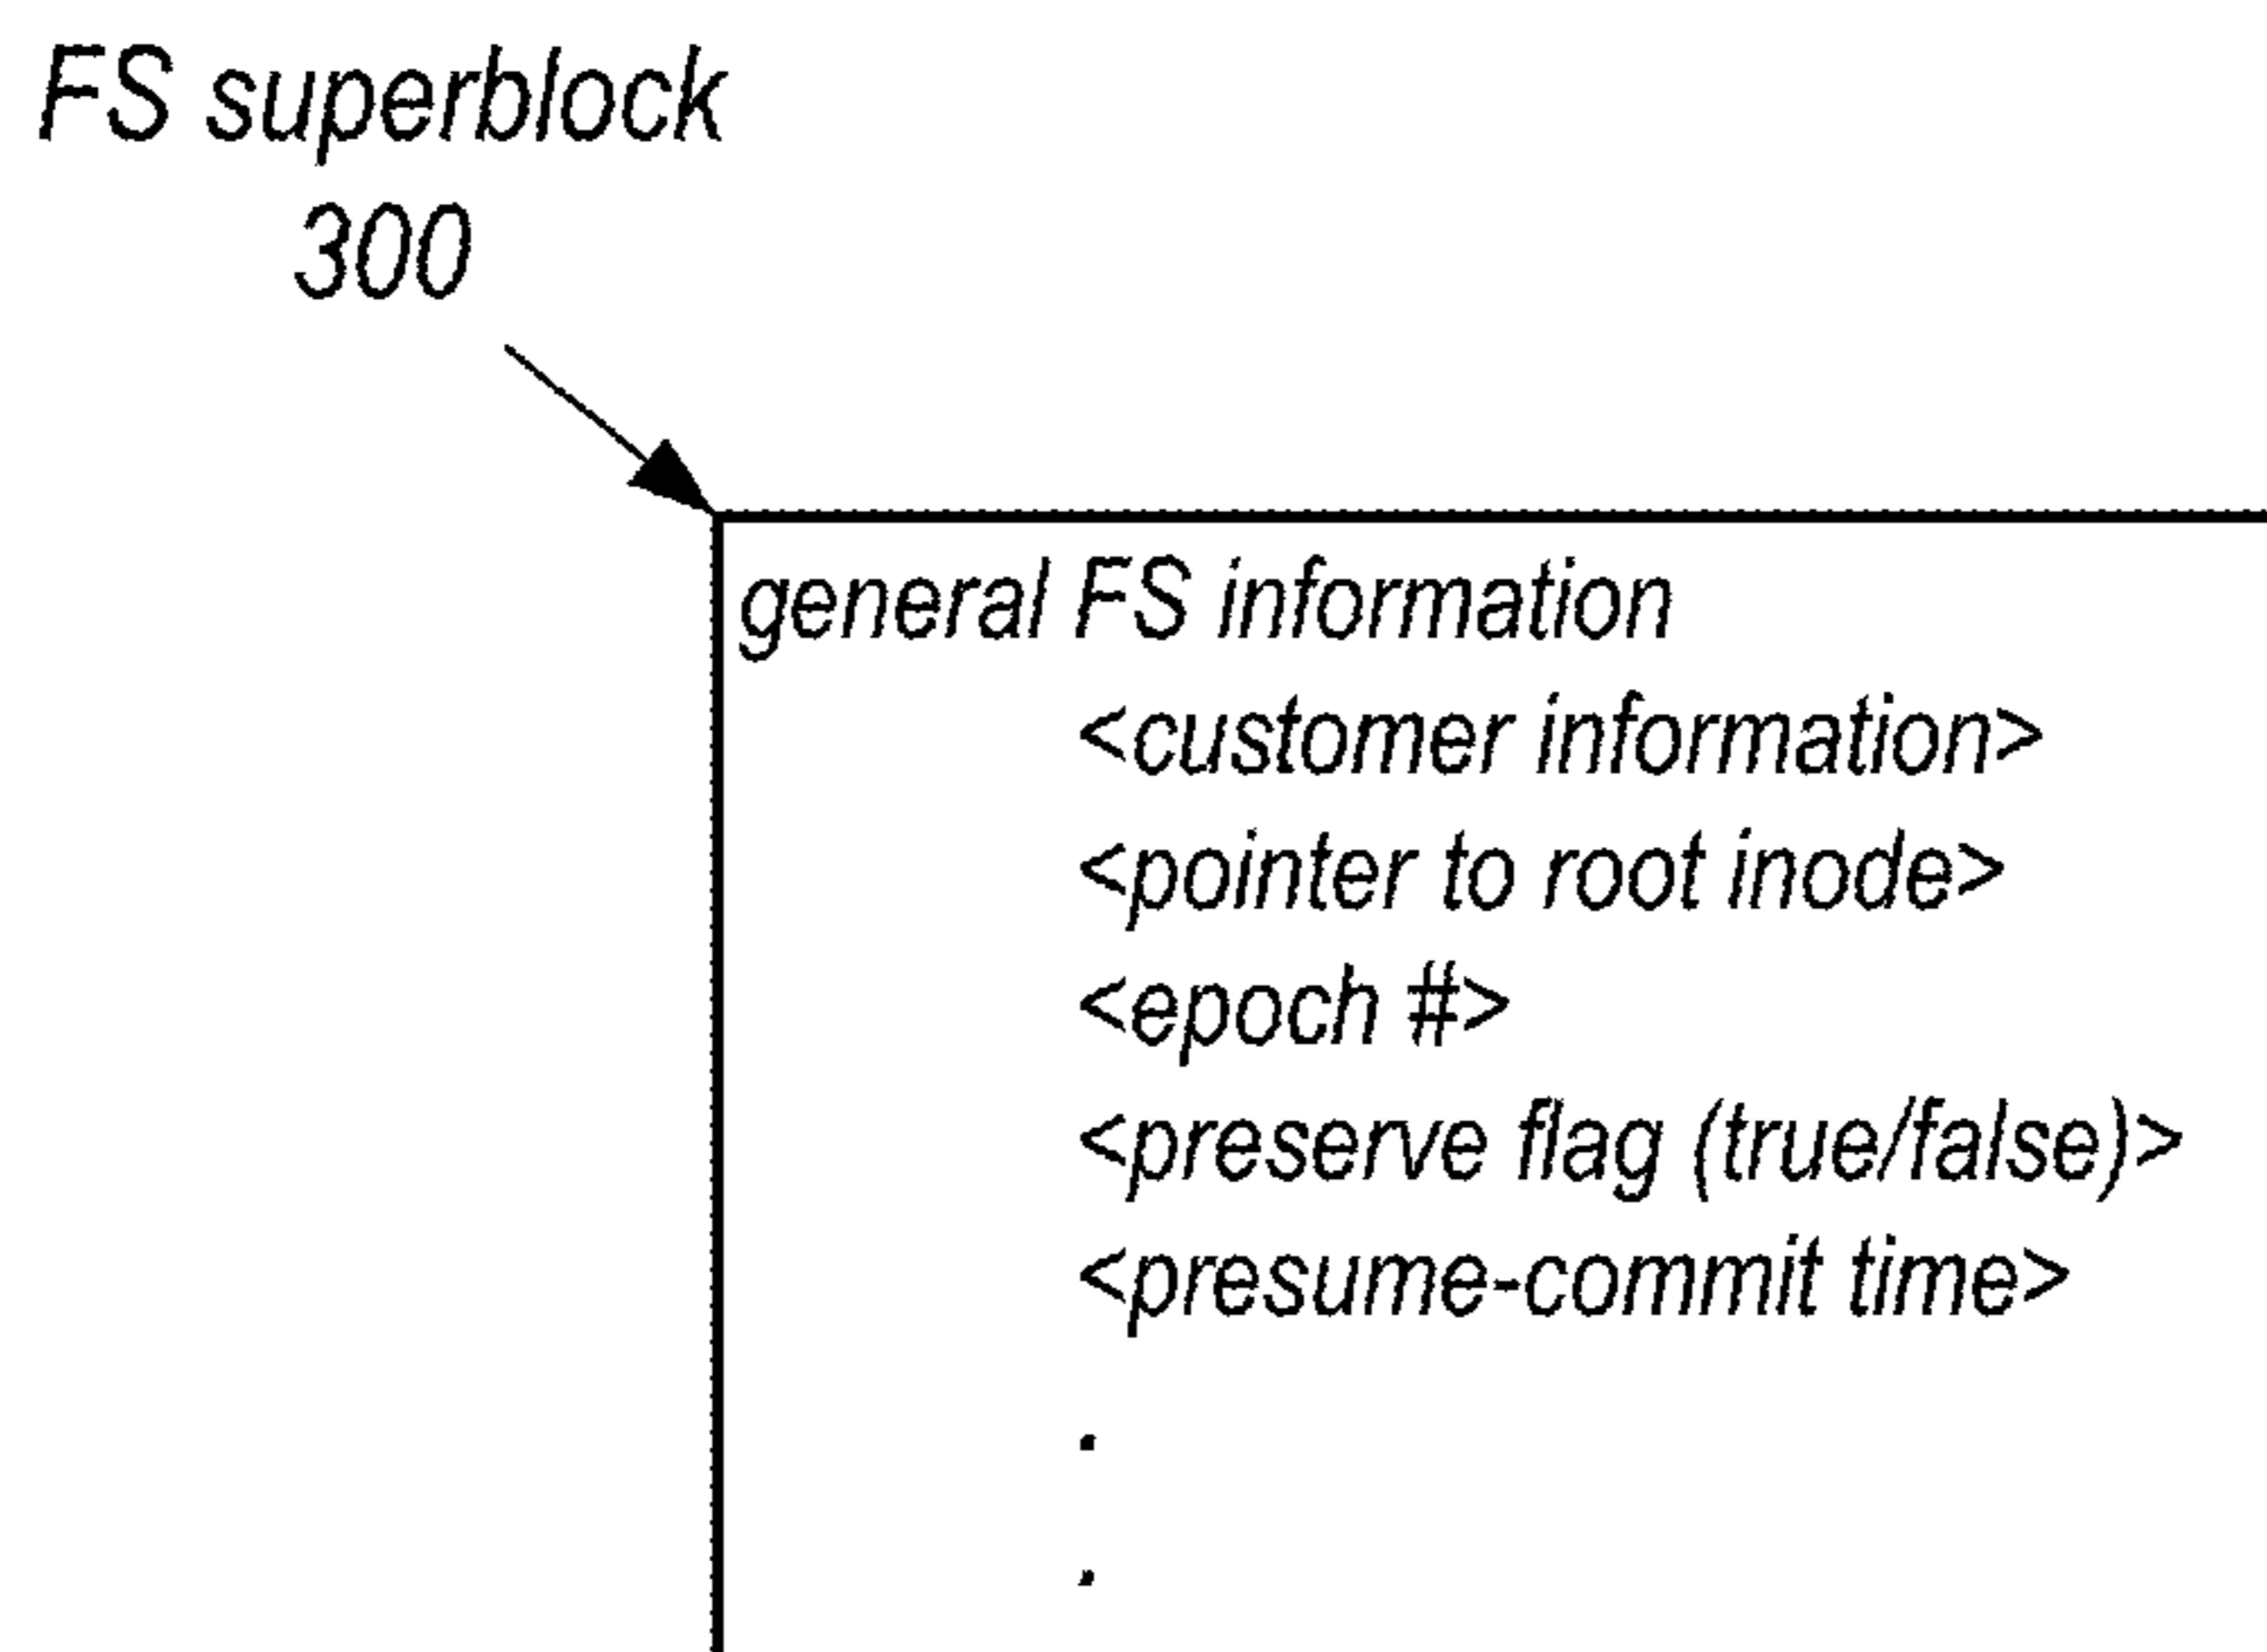 FS superblock
300
general FS information
<customer information>
<pointer to root inode>
<epoch #>
<preserve flag (true/false)>
<presume-commit time>
.
.